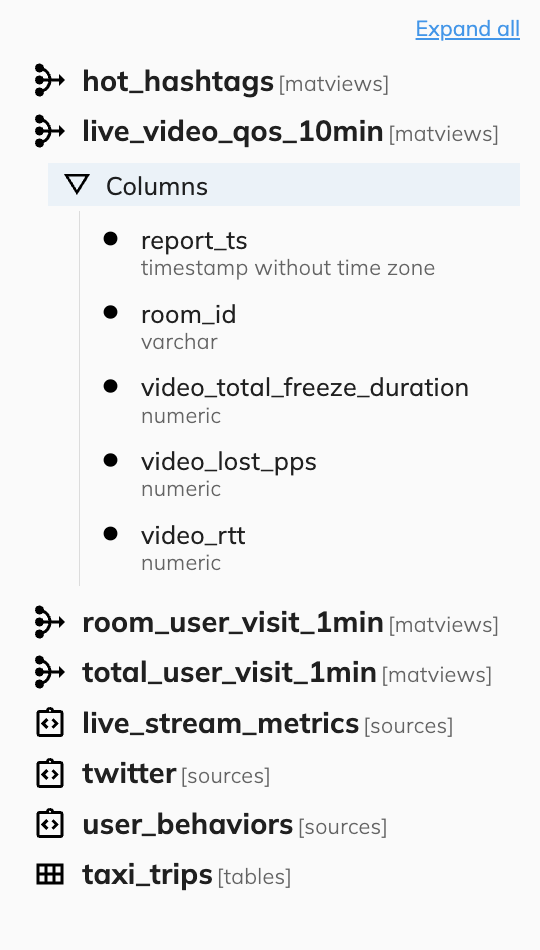 Expand all
hot_hashtags [matviews]
live_video_qos_10min [matviews]
Columns
report_ts
timestamp without time zone
room_id
varchar
video_total_freeze_duration
numeric
video_lost_pps
numeric
video_rtt
numeric
room_user_visit_1min [matviews]
total_user_visit_1min [matviews]
live_stream_metrics [sources]
twitter [sources]
user_behaviors [sources]
taxi_trips [tables]